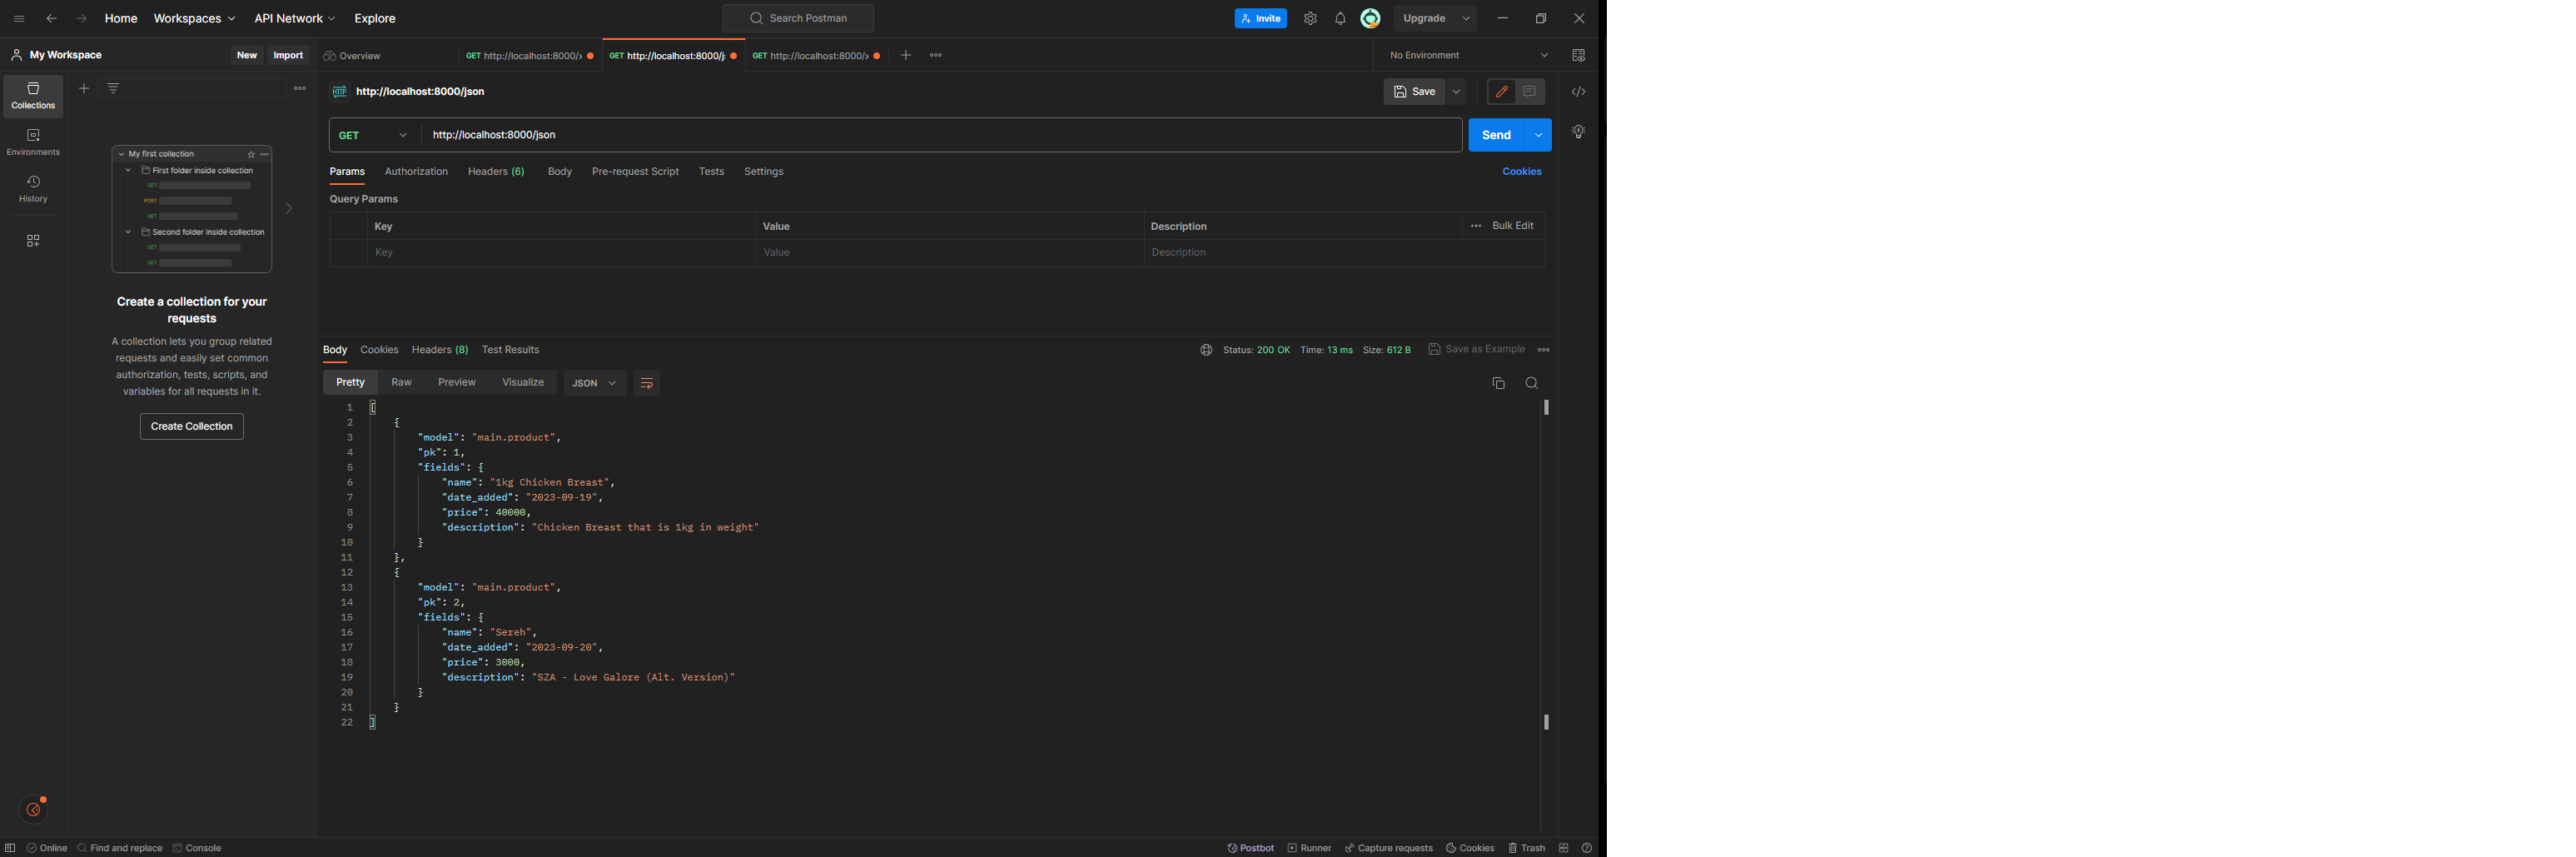 Home Workspaces API Network Explore
Search Postman
Invite
Upgrade
My Workspace
New Import
Overview
GET http://localhost:8000/
GET http://localhost:8000/j
GET http://localhost:8000/
No Environment
Collections
Environments
History
My first collection
First folder inside collection
GET
POST
GET
Second folder inside collection
GET
GET
Create a collection for your
requests
A collection lets you group related
requests and easily set common
authorization, tests, scripts, and
variables for all requests in it.
Create Collection
HTTP http://localhost:8000/json
Save
GET http://localhost:8000/json
Send
Params Authorization Headers (6) Body Pre-request Script Tests Settings
Cookies
Query Params
Key Value Description Bulk Edit
Key Value Description
Body Cookies Headers (8) Test Results
Status: 200 OK Time: 13 ms Size: 612 B Save as Example
Pretty Raw Preview Visualize JSON
1 [
2 {
3 "model": "main.product",
4 "pk": 1,
5 "fields": {
6 "name": "1kg Chicken Breast",
7 "date_added": "2023-09-19",
8 "price": 40000,
9 "description": "Chicken Breast that is 1kg in weight"
10 }
11 },
12 {
13 "model": "main.product",
14 "pk": 2,
15 "fields": {
16 "name": "Sereh",
17 "date_added": "2023-09-20",
18 "price": 3000,
19 "description": "SZA - Love Galore (Alt. Version)"
20 }
21 }
22 ]
Online Find and replace Console
Postbot Runner Capture requests Cookies Trash